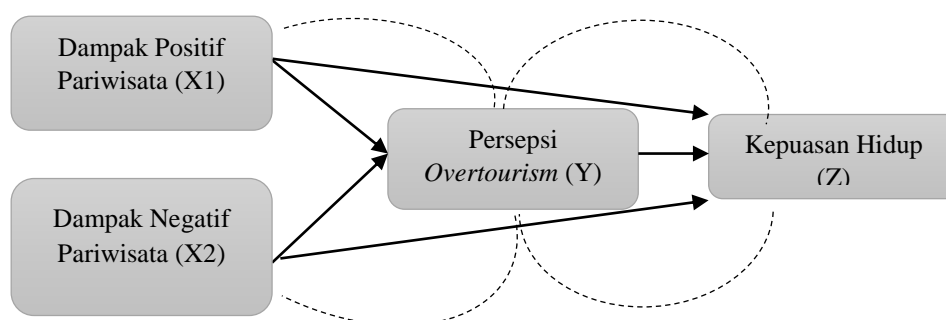 Dampak Positif
Pariwisata (X1)
Persepsi
Overtourism (Y)
Kepuasan Hidup
(Z)
Dampak Negatif
Pariwisata (X2)